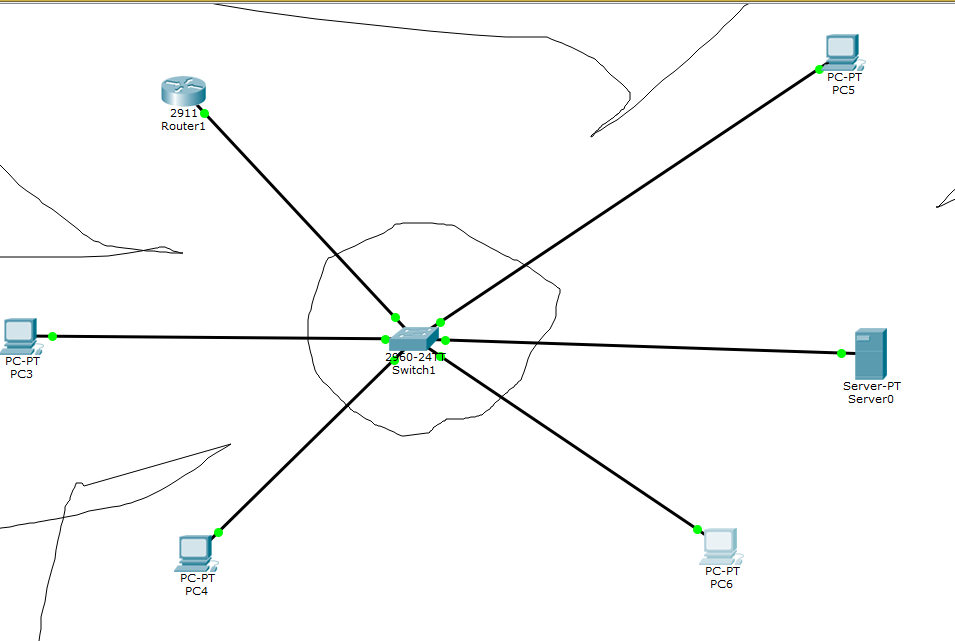 PC-PT
PC5
2911
Router1
2960-24TT
Switch1
PC-PT
PC3
Server-PT
Server0
PC-PT
PC4
PC-PT
PC6